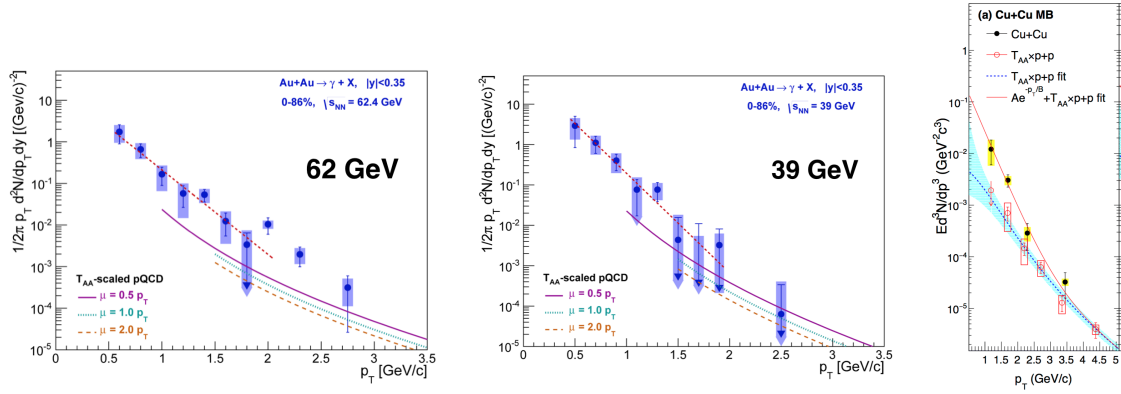 Au+Au→ γ + X, |y|<0.35
0-86%, √s_NN = 62.4 GeV
62 GeV
T_AA-scaled pQCD
μ = 0.5 p_T
μ = 1.0 p_T
μ = 2.0 p_T
1/2π p_T d²N/dp_T dy [(GeV/c)⁻²]
10
1
10⁻¹
10⁻²
10⁻³
10⁻⁴
10⁻⁵
0 0.5 1 1.5 2 2.5 3 3.5
p_T [GeV/c]
Au+Au→ γ + X, |y|<0.35
0-86%, √s_NN = 39 GeV
39 GeV
T_AA-scaled pQCD
μ = 0.5 p_T
μ = 1.0 p_T
μ = 2.0 p_T
1/2π p_T d²N/dp_T dy [(GeV/c)⁻²]
10
1
10⁻¹
10⁻²
10⁻³
10⁻⁴
10⁻⁵
0 0.5 1 1.5 2 2.5 3 3.5
p_T [GeV/c]
(a) Cu+Cu MB
Cu+Cu
T_AA×p+p
T_AA×p+p fit
Ae^-p_T/B + T_AA×p+p fit
Ed³N/dp³ (GeV⁻²c³)
1
10⁻¹
10⁻²
10⁻³
10⁻⁴
10⁻⁵
1 1.5 2 2.5 3 3.5 4 4.5 5
p_T (GeV/c)